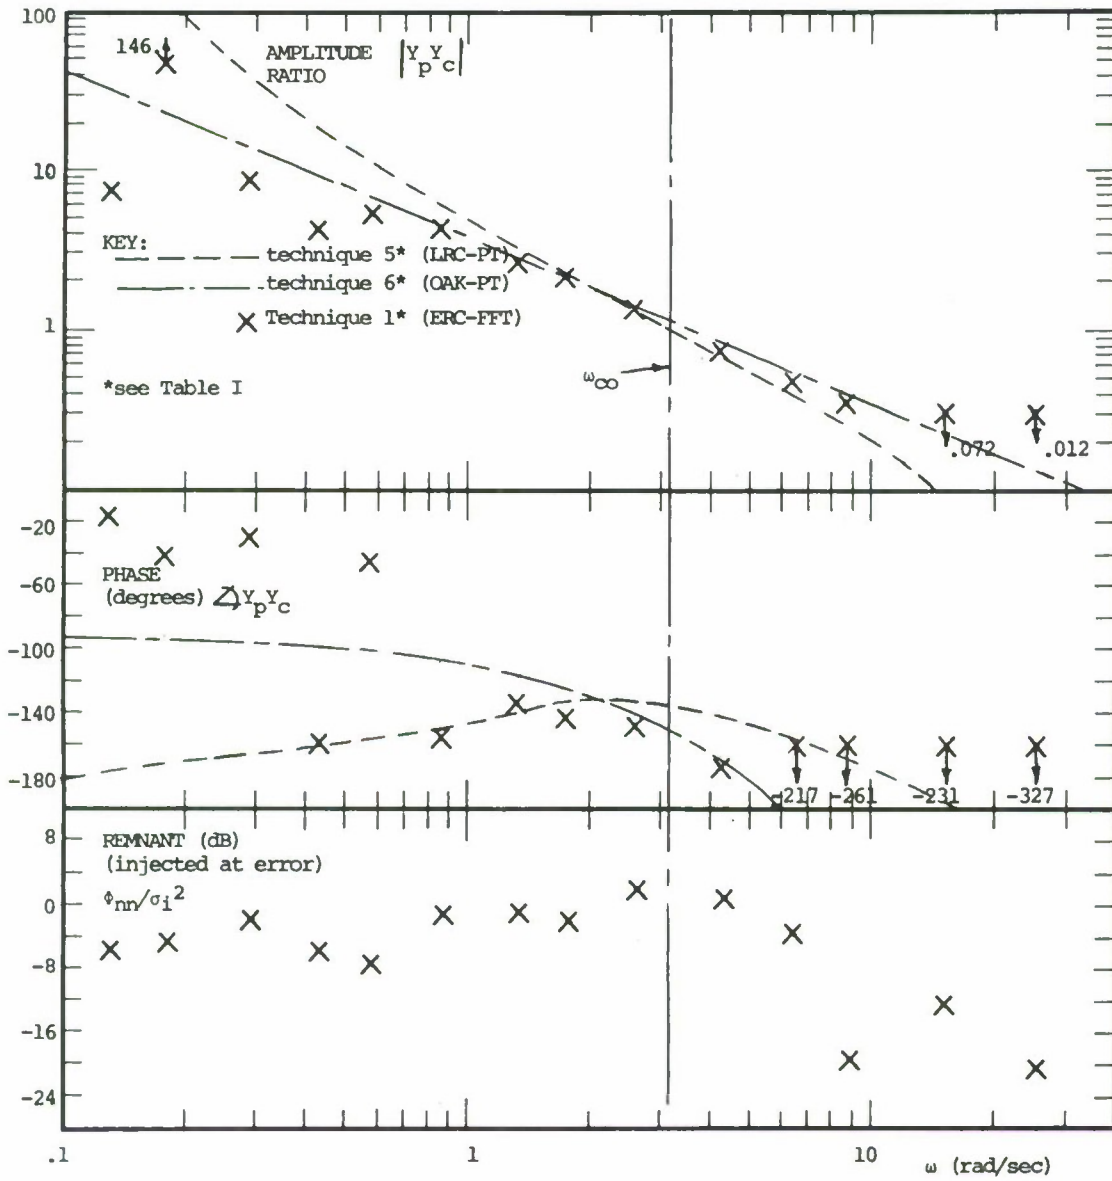 100
146
AMPLITUDE |YpYc|
RATIO
10
KEY:
technique 5* (LRC-PT)
technique 6* (OAK-PT)
Technique 1* (ERC-FFT)
1
ω∞
*see Table I
.072
.012
-20
-60
PHASE
(degrees) ∠YpYc
-100
-140
-180
-217
-261
-231
-327
8
REMNANT (dB)
(injected at error)
0
Φnn/σi²
-8
-16
-24
.1
1
10
ω (rad/sec)